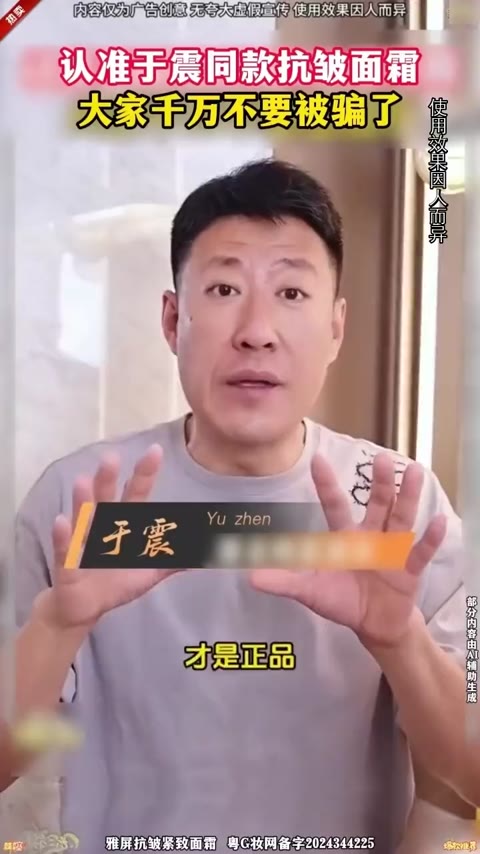 热卖
内容仅为广告创意 无夸大虚假宣传 使用效果因人而异
认准于震同款抗皱面霜
大家千万不要被骗了
使用效果因人而异
Yu zhen
于震
才是正品
部分内容由AI辅助生成
雅屏抗皱紧致面霜 粤G妆网备字2024344225